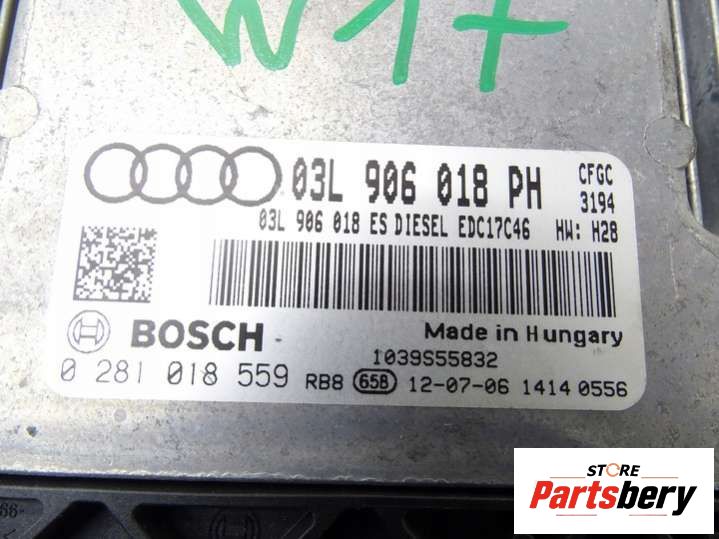 W17
03L 906 018 PH
CFGC
3194
03L 906 018 ES DIESEL EDC17C46
HW: H28
BOSCH
Made in Hungary
1039S55832
0 281 018 559 RB8 658 12-07-06 1414 0556
STORE
Partsbery